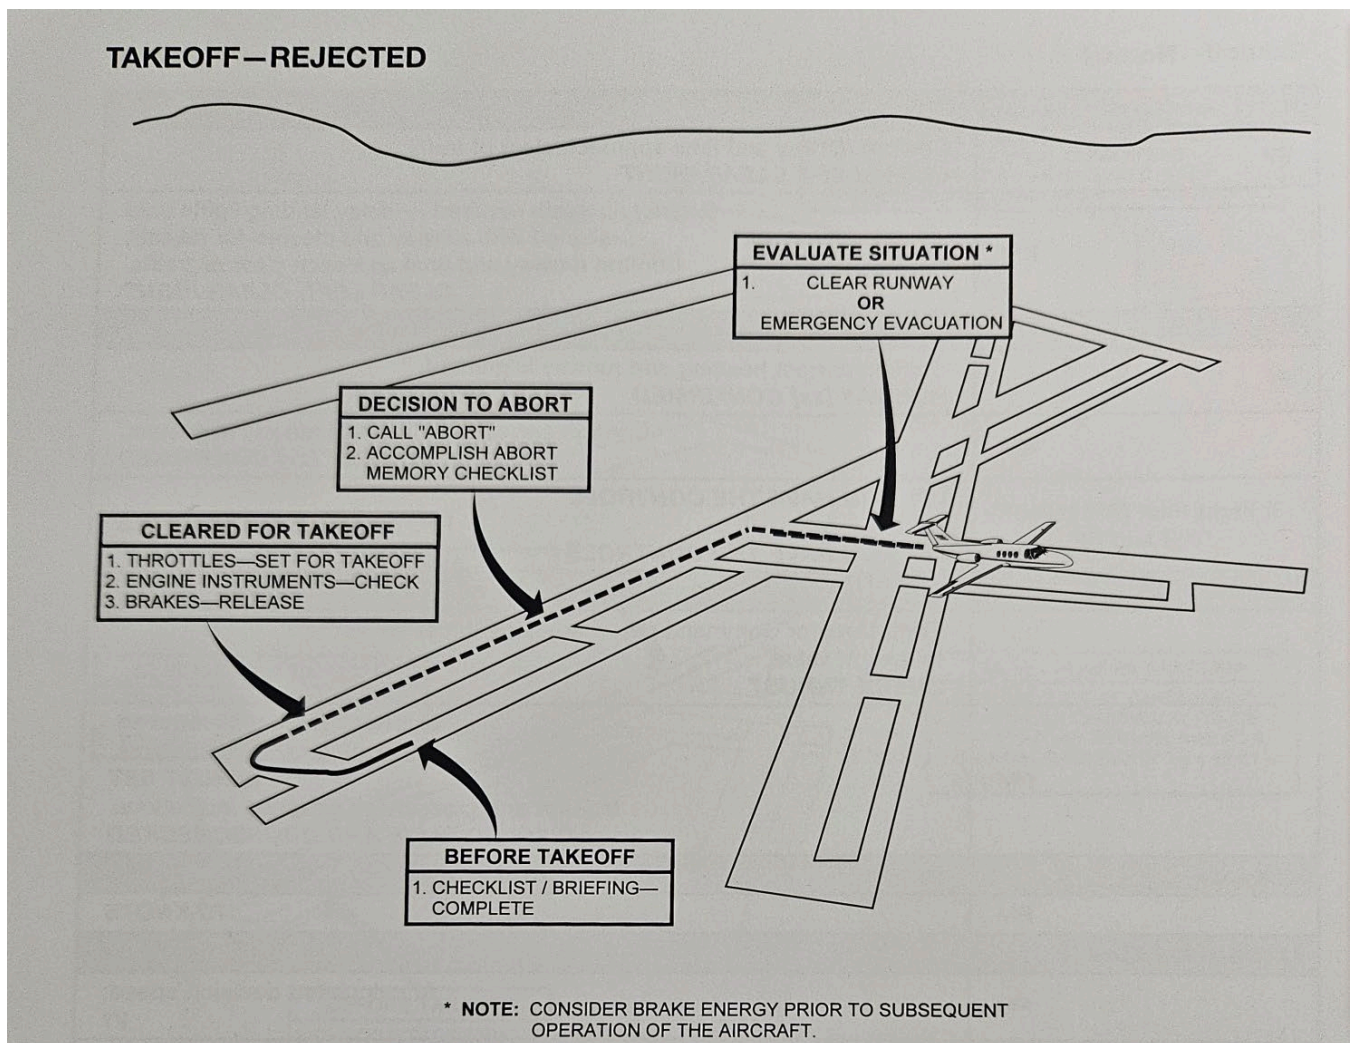 TAKEOFF—REJECTED
EVALUATE SITUATION *
1. CLEAR RUNWAY
OR
EMERGENCY EVACUATION
DECISION TO ABORT
1. CALL "ABORT"
2. ACCOMPLISH ABORT
MEMORY CHECKLIST
CLEARED FOR TAKEOFF
1. THROTTLES—SET FOR TAKEOFF
2. ENGINE INSTRUMENTS—CHECK
3. BRAKES—RELEASE
BEFORE TAKEOFF
1. CHECKLIST / BRIEFING—
COMPLETE
* NOTE: CONSIDER BRAKE ENERGY PRIOR TO SUBSEQUENT
OPERATION OF THE AIRCRAFT.